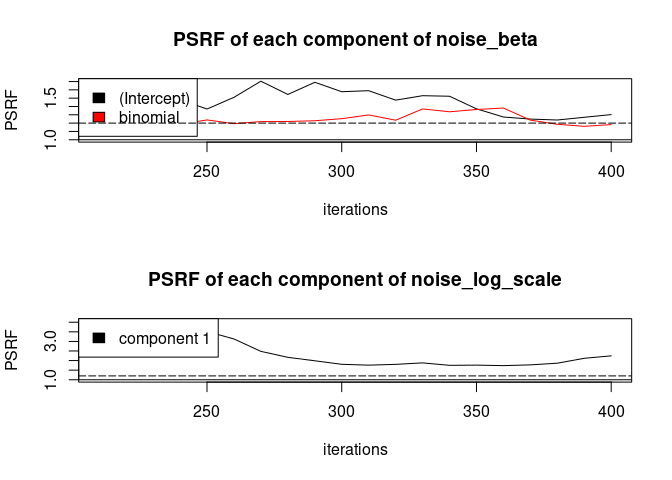 PSRF of each component of noise_beta
PSRF
1.5
1.0
(Intercept)
binomial
250 300 350 400
iterations
PSRF of each component of noise_log_scale
PSRF
3.0
1.0
component 1
250 300 350 400
iterations